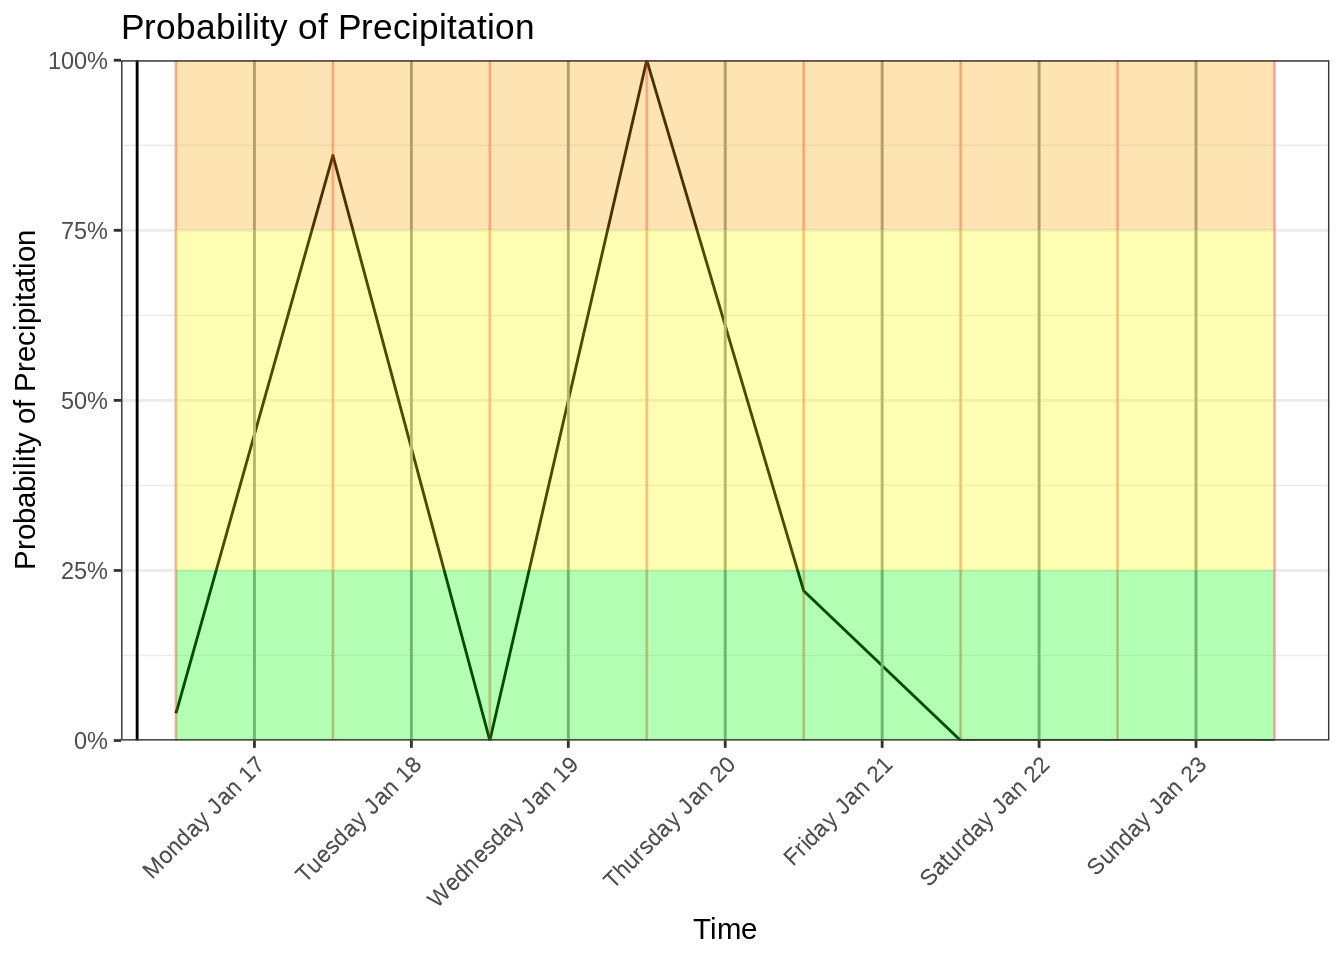 Probability of Precipitation
100%
75%
50%
25%
0%
Probability of Precipitation
Monday Jan 17
Tuesday Jan 18
Wednesday Jan 19
Thursday Jan 20
Friday Jan 21
Saturday Jan 22
Sunday Jan 23
Time